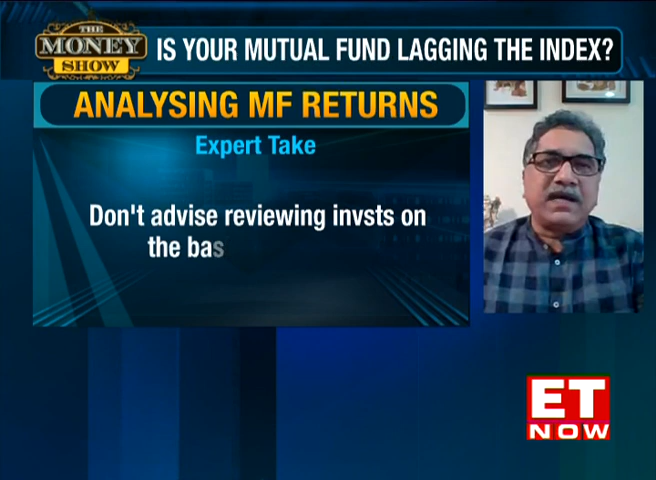 THE
MONEY
SHOW
IS YOUR MUTUAL FUND LAGGING THE INDEX?
ANALYSING MF RETURNS
Expert Take
Don't advise reviewing invsts on
the bas
ET
NOW